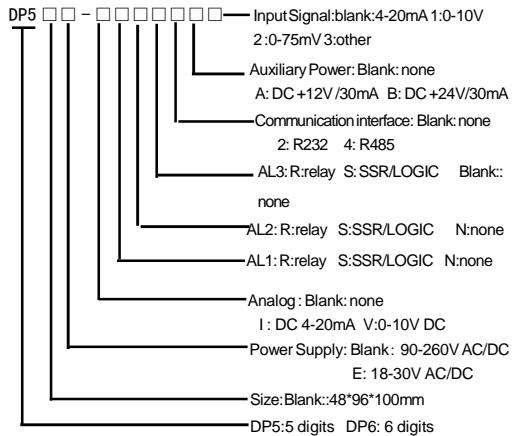 DP5 □□-□□□□□□□ InputSignal:blank:4-20mA 1:0-10V
2:0-75mV 3:other
Auxiliary Power: Blank: none
A: DC +12V /30mA B: DC +24V/30mA
Communication interface: Blank: none
2: R232 4: R485
AL3: R:relay S: SSR/LOGIC Blank::
none
AL2: R:relay S:SSR/LOGIC N:none
AL1: R:relay S:SSR/LOGIC N:none
Analog : Blank: none
I : DC 4-20mA V:0-10V DC
Power Supply: Blank : 90-260V AC/DC
E: 18-30V AC/DC
Size:Blank::48*96*100mm
DP5:5 digits DP6: 6 digits